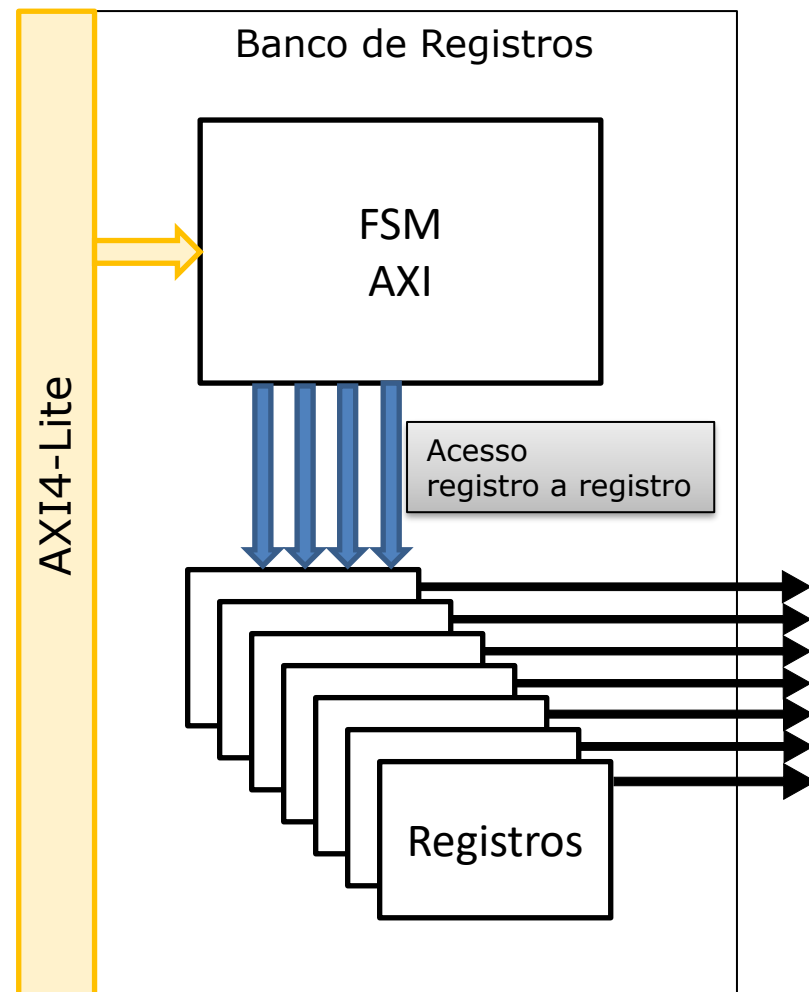 Banco de Registros
FSM
AXI
AXI4-Lite
Acesso
registro a registro
Registros